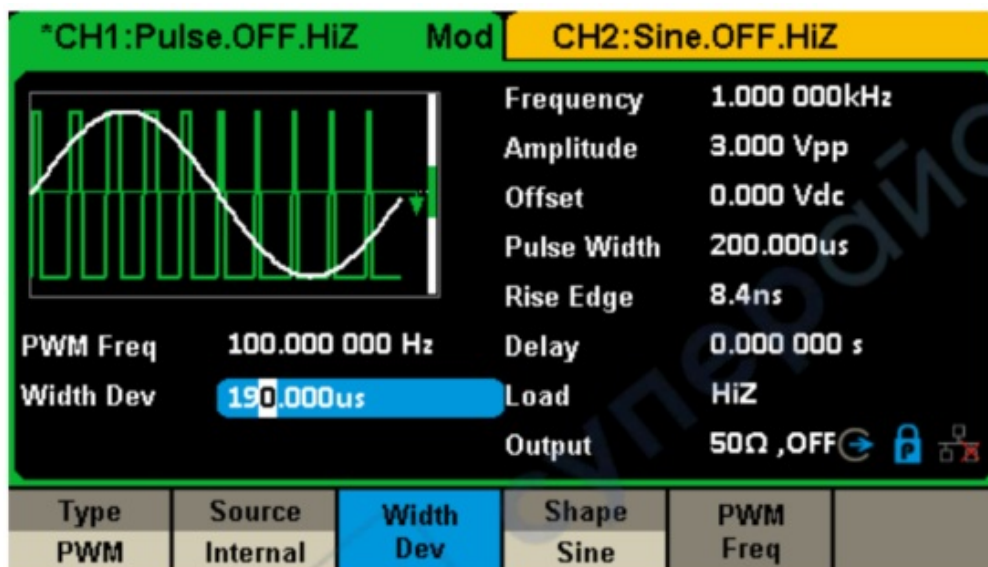 *CH1:Pulse.OFF.HiZ Mod CH2:Sine.OFF.HiZ
Frequency 1.000 000kHz
Amplitude 3.000 Vpp
Offset 0.000 Vdc
Pulse Width 200.000us
Rise Edge 8.4ns
PWM Freq 100.000 000 Hz Delay 0.000 000 s
Width Dev 190.000us Load HiZ
Output 50Ω ,OFF
Type Source Width Dev Shape PWM Freq
PWM Internal Sine
суперайс